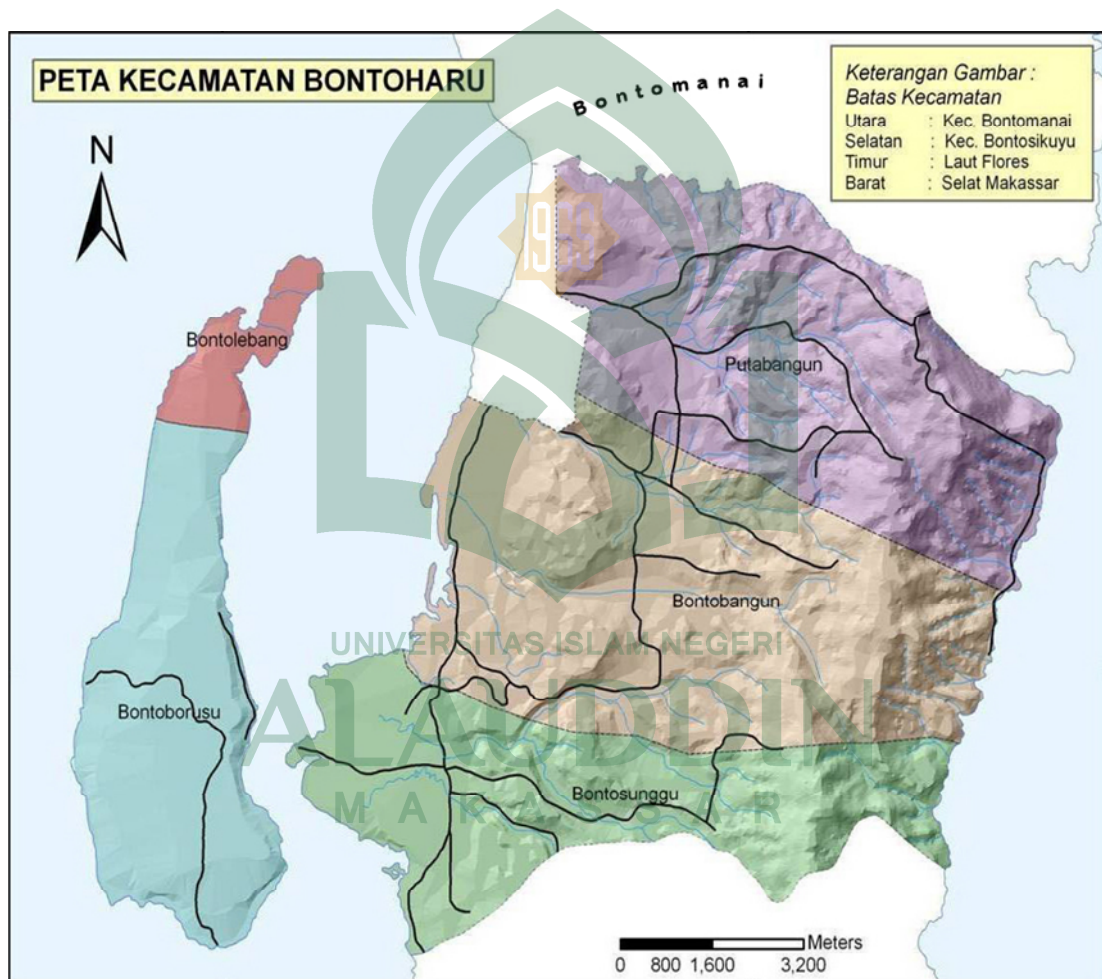 PETA KECAMATAN BONTOHARU
Keterangan Gambar :
Batas Kecamatan
Utara : Kec. Bontomanai
Selatan : Kec. Bontosikuyu
Timur : Laut Flores
Barat : Selat Makassar
Bontomanai
N
1965
Bontolebang
Putabangun
Bontobangun
UNIVERSITAS ISLAM NEGERI
Bontoborusu
ALAUDDIN
Bontosunggu
MAKASSAR
Meters
0 800 1,600 3,200